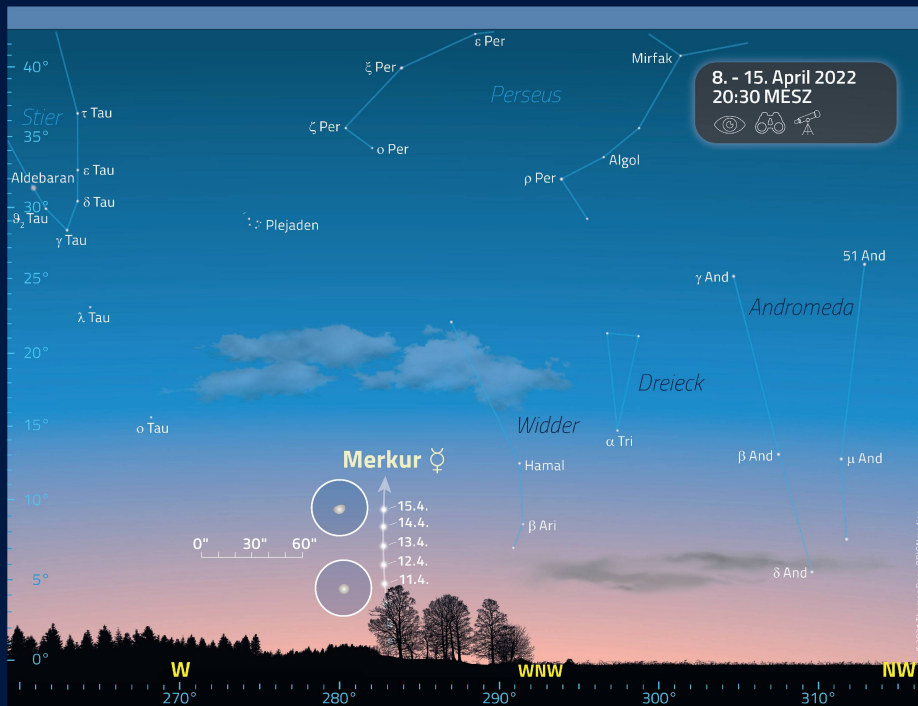 ε Per
40°
ξ Per
Mirfak
8. - 15. April 2022
20:30 MESZ
Perseus
Stier
τ Tau
ζ Per
35°
ο Per
Algol
Aldebaran
ε Tau
ρ Per
30°
δ Tau
ϑ₂ Tau
Plejaden
γ Tau
51 And
25°
γ And
Andromeda
λ Tau
20°
Dreieck
ο Tau
15°
Widder
α Tri
Merkur ☿
Hamal
β And
μ And
10°
15.4.
14.4.
β Ari
0" 30" 60"
13.4.
12.4.
5°
11.4.
δ And
0°
W
WNW
NW
270°
280°
290°
300°
310°